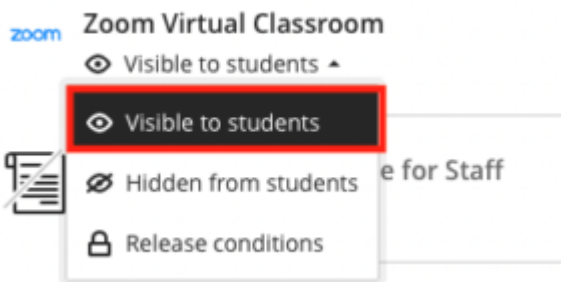 zoom Zoom Virtual Classroom
Visible to students
Visible to students
Hidden from students
e for Staff
Release conditions